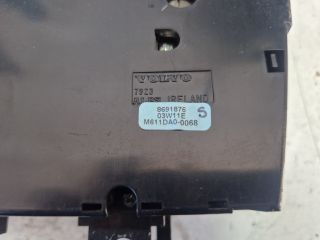 VOLVO
7923
IRELAND
8691876
03W11E
S
M611DA0-0068